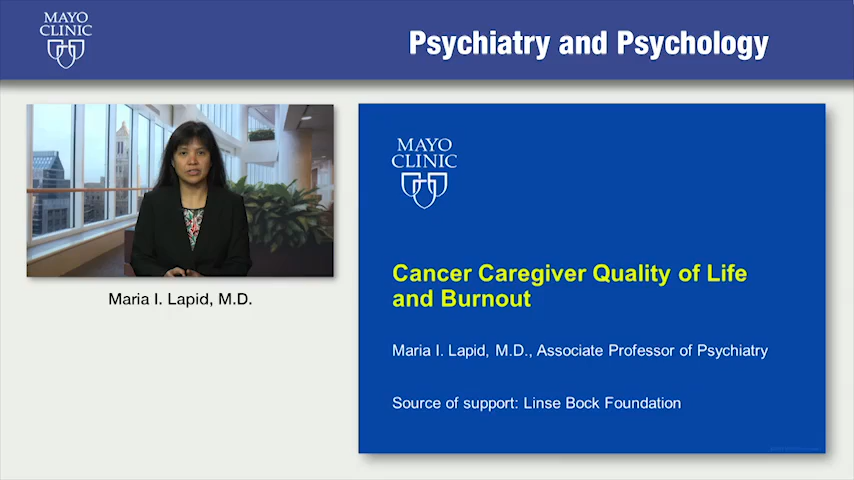 MAYO
CLINIC
Psychiatry and Psychology
Maria I. Lapid, M.D.
MAYO
CLINIC
Cancer Caregiver Quality of Life
and Burnout
Maria I. Lapid, M.D., Associate Professor of Psychiatry
Source of support: Linse Bock Foundation